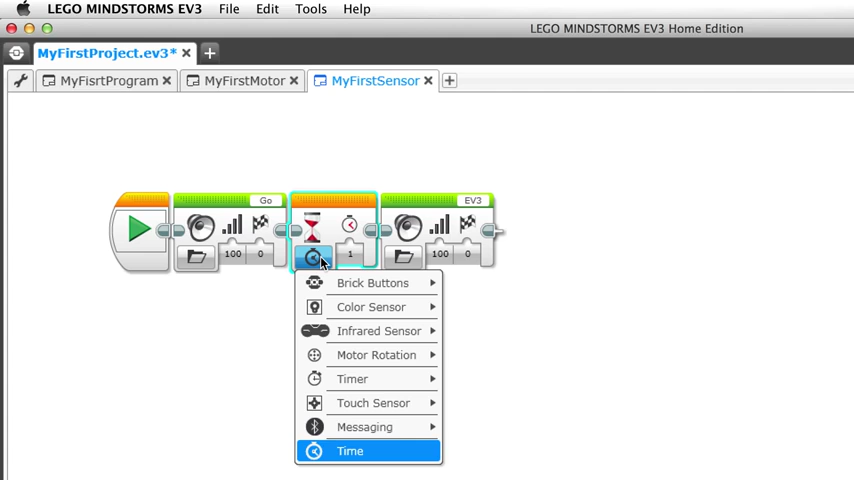 LEGO MINDSTORMS EV3 File Edit Tools Help
LEGO MINDSTORMS EV3 Home Edition
MyFirstProject.ev3*
MyFisrtProgram MyFirstMotor MyFirstSensor
Go EV3
100 0 1 100 0
Brick Buttons
Color Sensor
Infrared Sensor
Motor Rotation
Timer
Touch Sensor
Messaging
Time